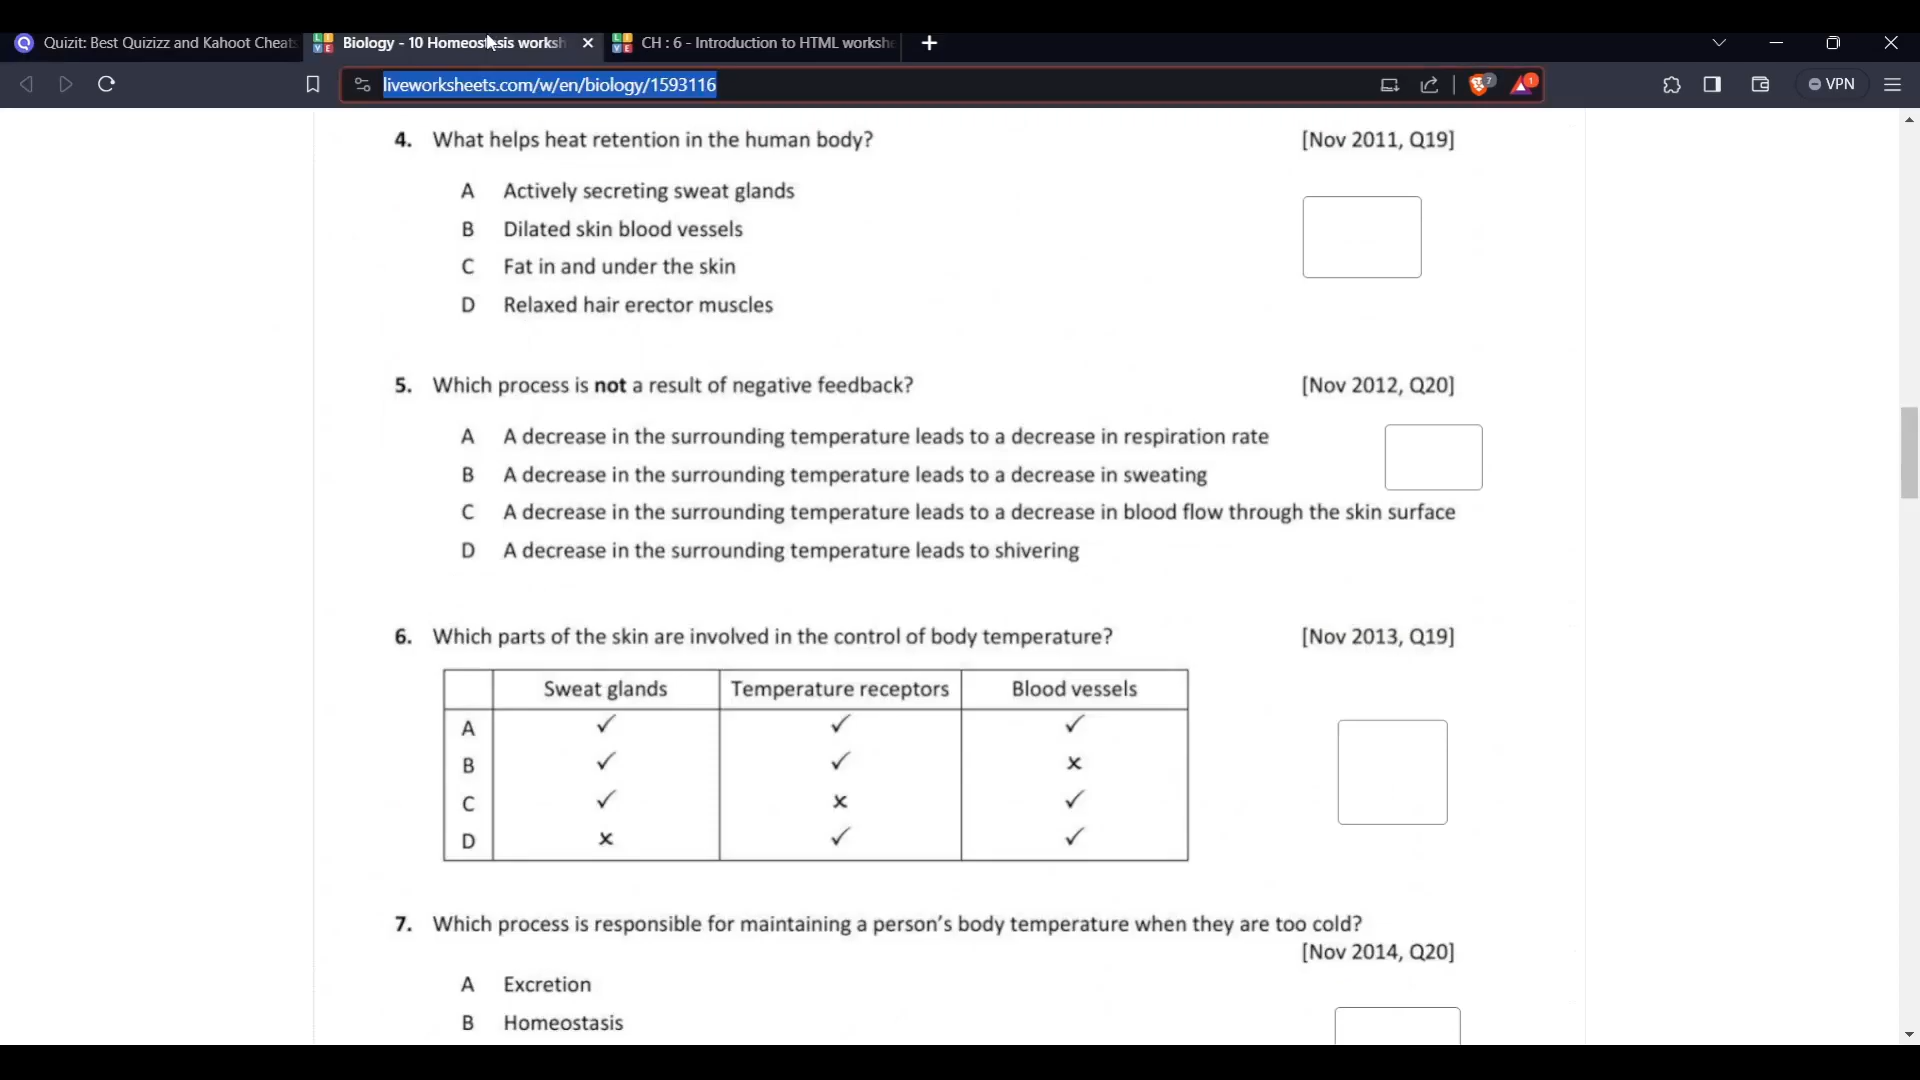 Quizit: Best Quizizz and Kahoot Cheats
Biology - 10 Homeostasis worksh
CH : 6 - Introduction to HTML workshe
liveworksheets.com/w/en/biology/1593116
7
1
VPN
4. What helps heat retention in the human body? [Nov 2011, Q19]
A Actively secreting sweat glands
B Dilated skin blood vessels
C Fat in and under the skin
D Relaxed hair erector muscles
5. Which process is not a result of negative feedback? [Nov 2012, Q20]
A A decrease in the surrounding temperature leads to a decrease in respiration rate
B A decrease in the surrounding temperature leads to a decrease in sweating
C A decrease in the surrounding temperature leads to a decrease in blood flow through the skin surface
D A decrease in the surrounding temperature leads to shivering
6. Which parts of the skin are involved in the control of body temperature? [Nov 2013, Q19]
Sweat glands Temperature receptors Blood vessels
A ✓ ✓ ✓
B ✓ ✓ ×
C ✓ × ✓
D × ✓ ✓
7. Which process is responsible for maintaining a person's body temperature when they are too cold?
[Nov 2014, Q20]
A Excretion
B Homeostasis